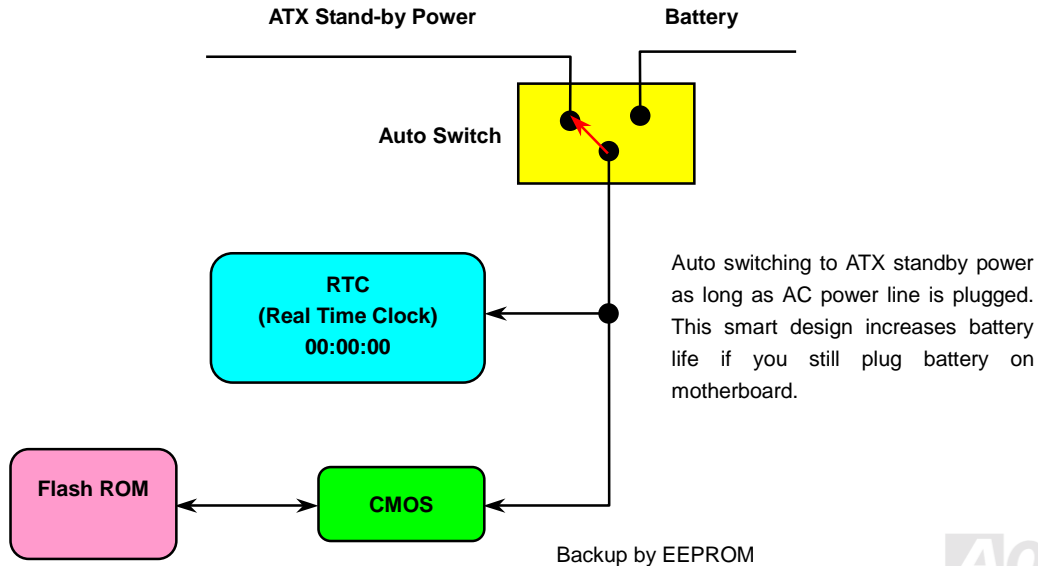 ATX Stand-by Power
Battery
Auto Switch
RTC
(Real Time Clock)
00:00:00
Auto switching to ATX standby power
as long as AC power line is plugged.
This smart design increases battery
life if you still plug battery on
motherboard.
Flash ROM
CMOS
Backup by EEPROM